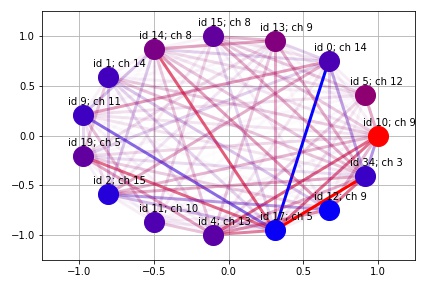 id 15; ch 8
id 13; ch 9
id 14; ch 8
id 0; ch 14
id 1; ch 14
id 5; ch 12
id 9; ch 11
id 10; ch 9
id 19; ch 5
id 34; ch 3
id 2; ch 15
id 12; ch 9
id 11; ch 10
id 17; ch 5
id 4; ch 13
1.0
0.5
0.0
−0.5
−1.0
−1.0
−0.5
0.0
0.5
1.0